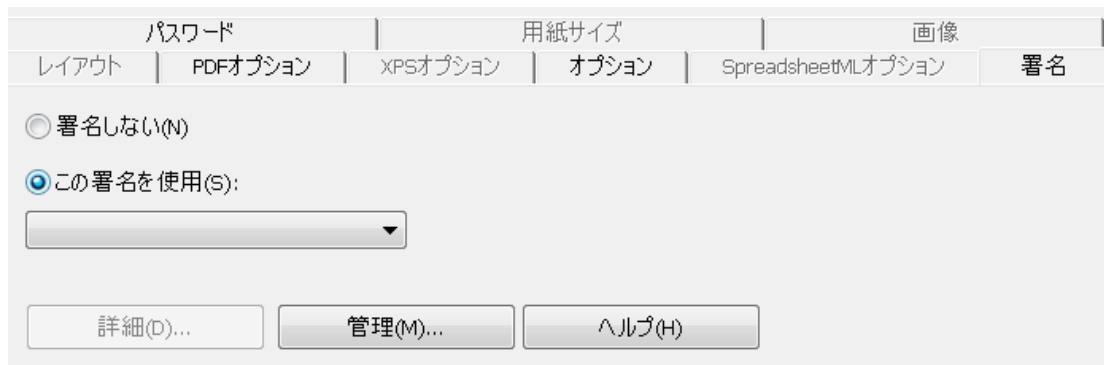 パスワード 用紙サイズ 画像
レイアウト PDFオプション XPSオプション オプション SpreadsheetMLオプション 署名
署名しない(N)
この署名を使用(S):
詳細(D)... 管理(M)... ヘルプ(H)